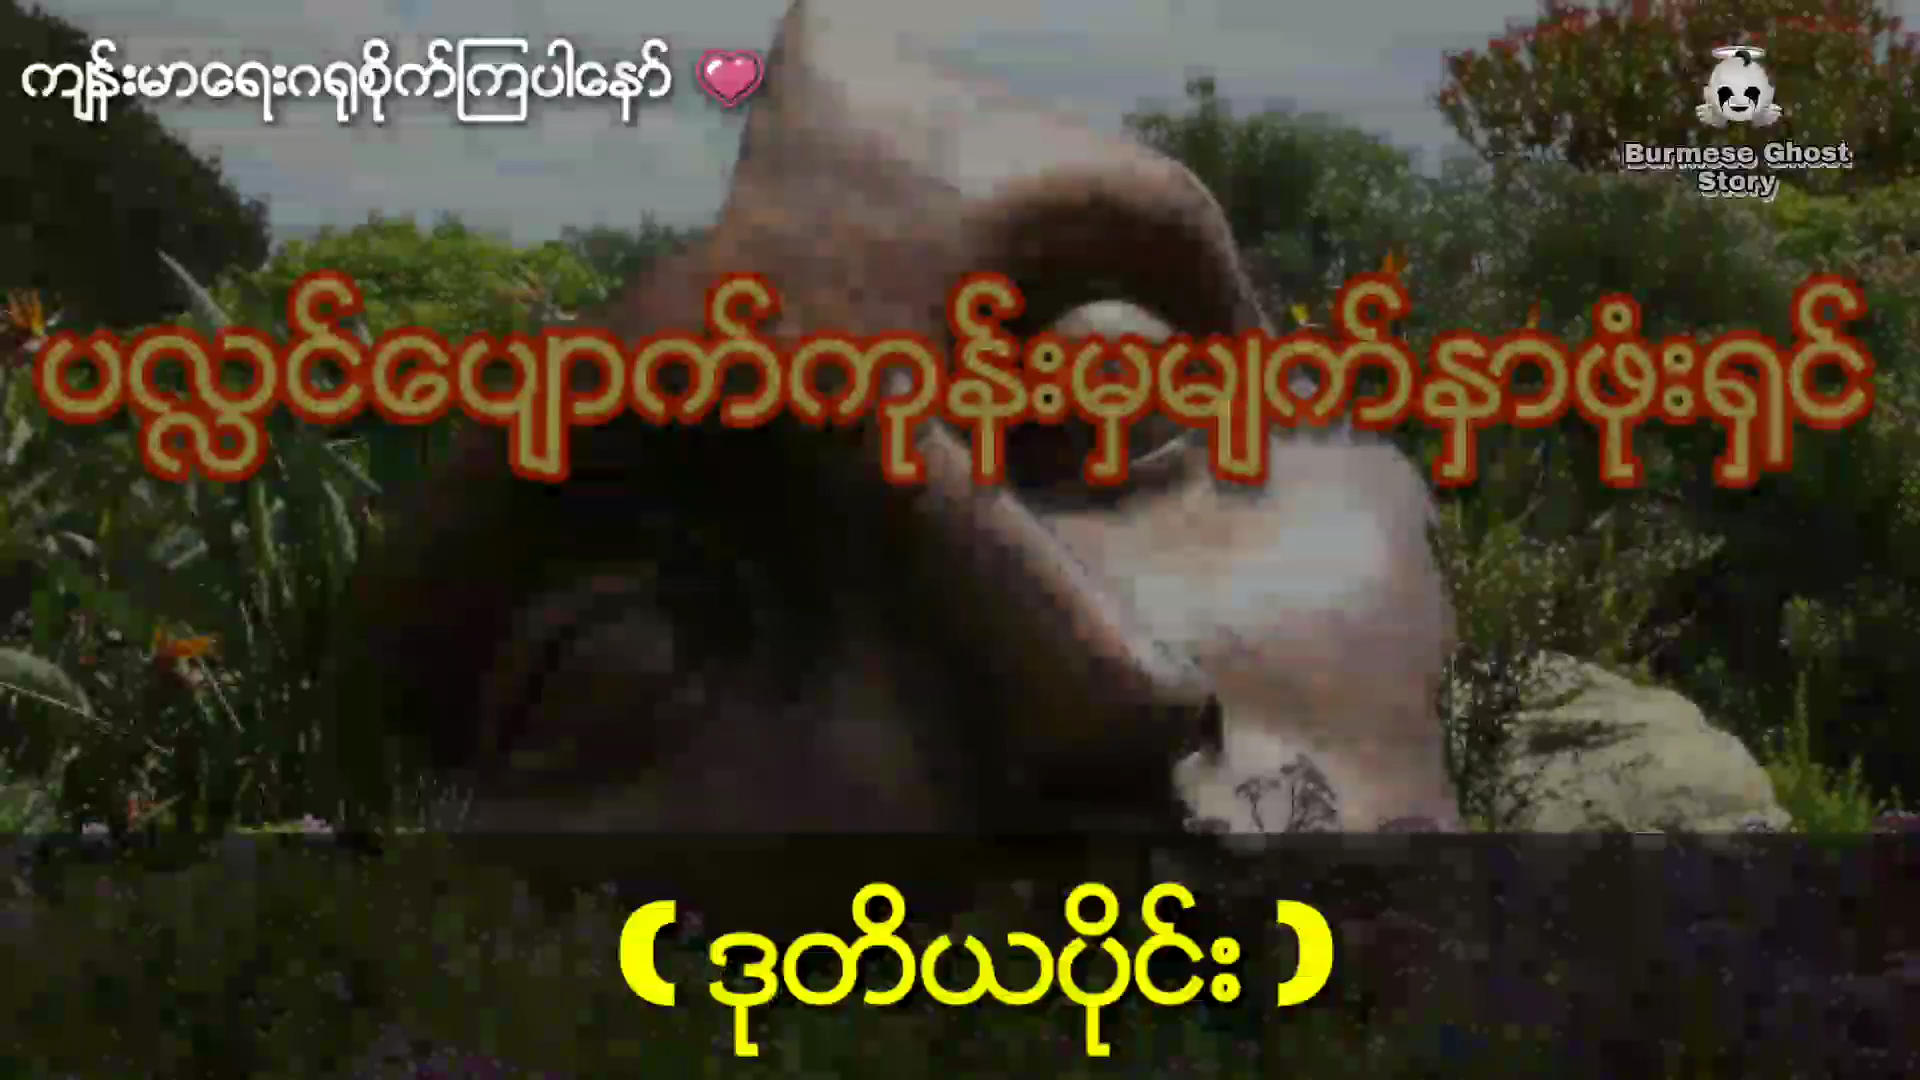 ကျန်းမာရေးဂရုစိုက်ကြပါနော် 💗
Burmese Ghost
Story
ပလ္လင်ပျောက်ကုန်းမှမျက်နှာဖုံးရှင်
(ဒုတိယပိုင်း)